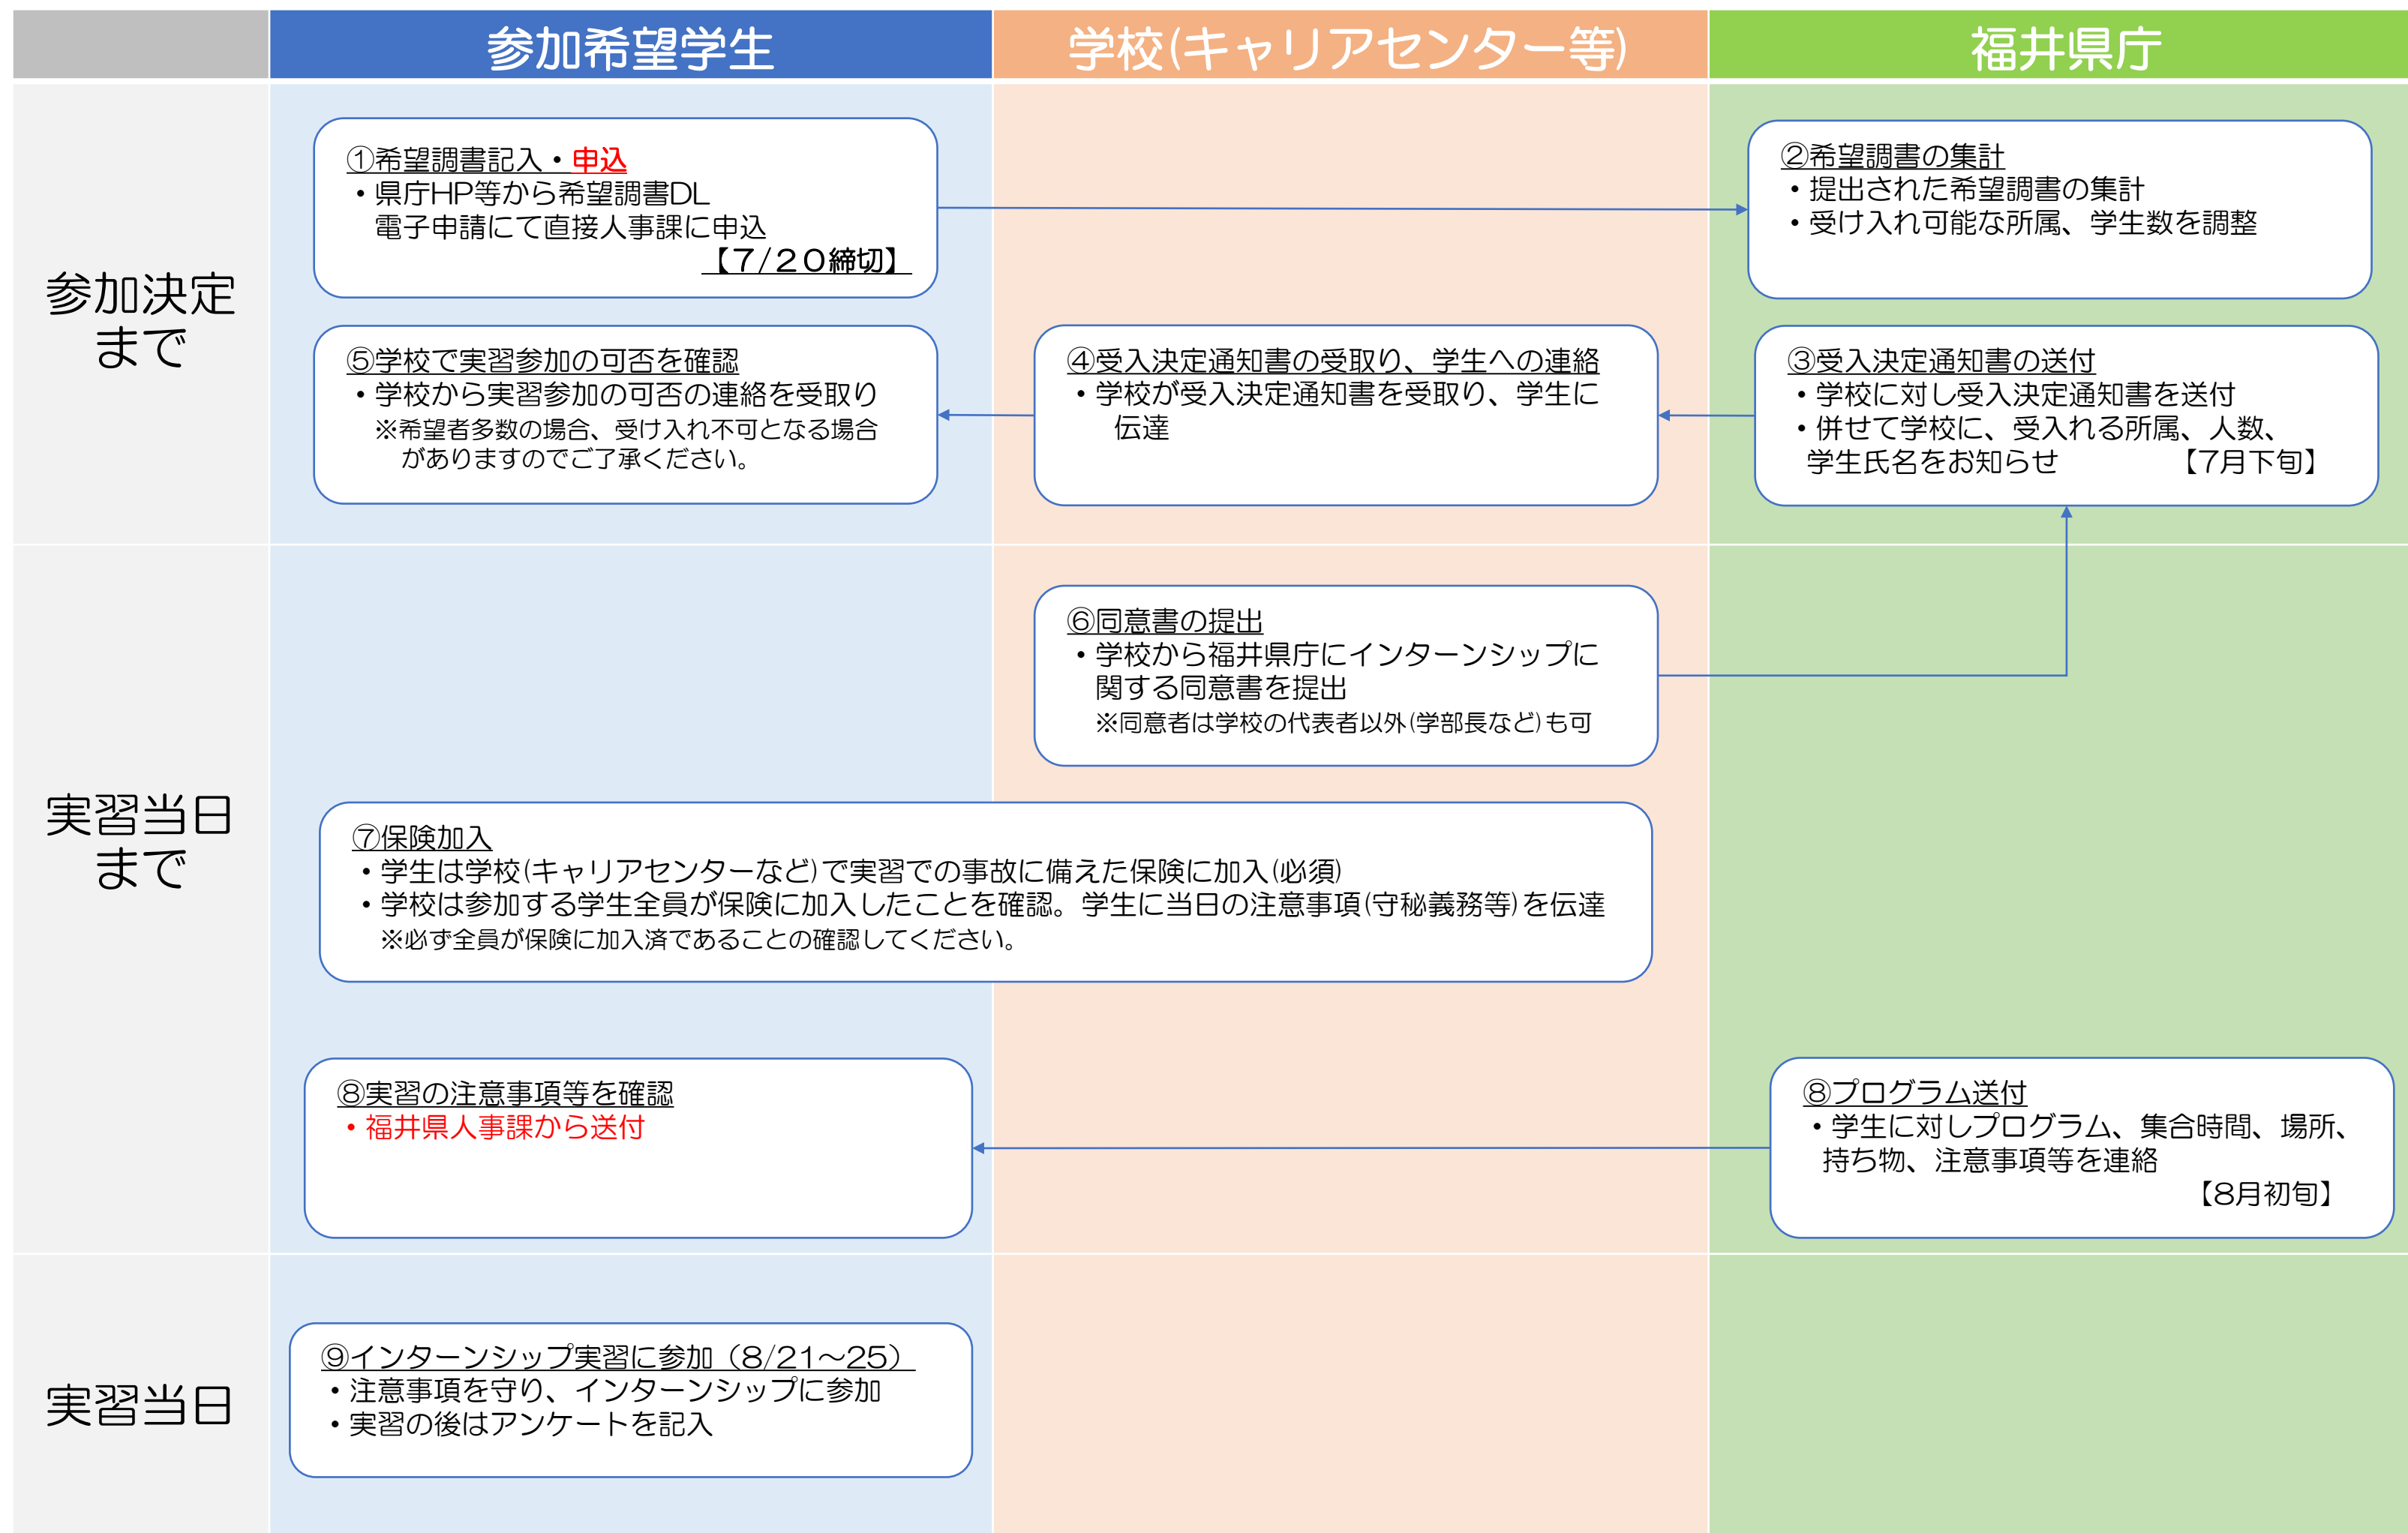 参加希望学生
学校(キャリアセンター等)
福井県庁
参加決定
まで
①希望調書記入・申込
・県庁HP等から希望調書DL
電子申請にて直接人事課に申込
【7/20締切】
②希望調書の集計
・提出された希望調書の集計
・受け入れ可能な所属、学生数を調整
③受入決定通知書の送付
・学校に対し受入決定通知書を送付
・併せて学校に、受入れる所属、人数、
学生氏名をお知らせ 【7月下旬】
④受入決定通知書の受取り、学生への連絡
・学校が受入決定通知書を受取り、学生に
伝達
⑤学校で実習参加の可否を確認
・学校から実習参加の可否の連絡を受取り
※希望者多数の場合、受け入れ不可となる場合
がありますのでご了承ください。
実習当日
まで
⑥同意書の提出
・学校から福井県庁にインターンシップに
関する同意書を提出
※同意者は学校の代表者以外(学部長など)も可
⑦保険加入
・学生は学校(キャリアセンターなど)で実習での事故に備えた保険に加入(必須)
・学校は参加する学生全員が保険に加入したことを確認。学生に当日の注意事項(守秘義務等)を伝達
※必ず全員が保険に加入済であることの確認してください。
⑧実習の注意事項等を確認
・福井県人事課から送付
⑧プログラム送付
・学生に対しプログラム、集合時間、場所、
持ち物、注意事項等を連絡
【8月初旬】
実習当日
⑨インターンシップ実習に参加（8/21～25）
・注意事項を守り、インターンシップに参加
・実習の後はアンケートを記入